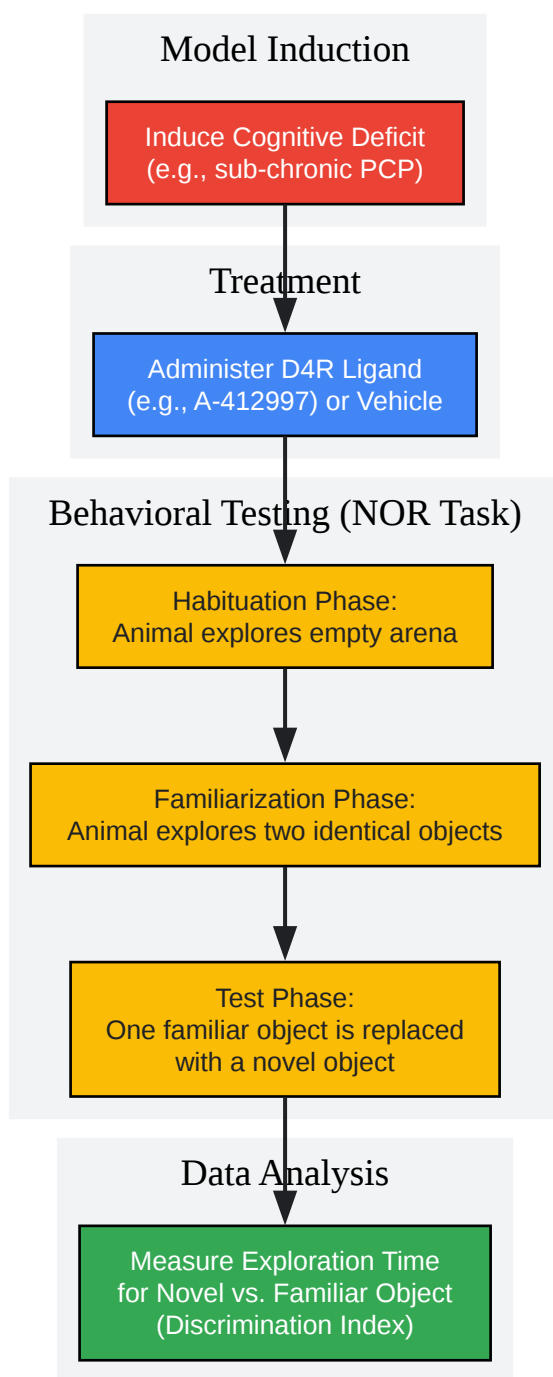 Model Induction
Induce Cognitive Deficit
(e.g., sub-chronic PCP)
Treatment
Administer D4R Ligand
(e.g., A-412997) or Vehicle
Behavioral Testing (NOR Task)
Habituation Phase:
Animal explores empty arena
Familiarization Phase:
Animal explores two identical objects
Test Phase:
One familiar object is replaced
with a novel object
Data Analysis
Measure Exploration Time
for Novel vs. Familiar Object
(Discrimination Index)